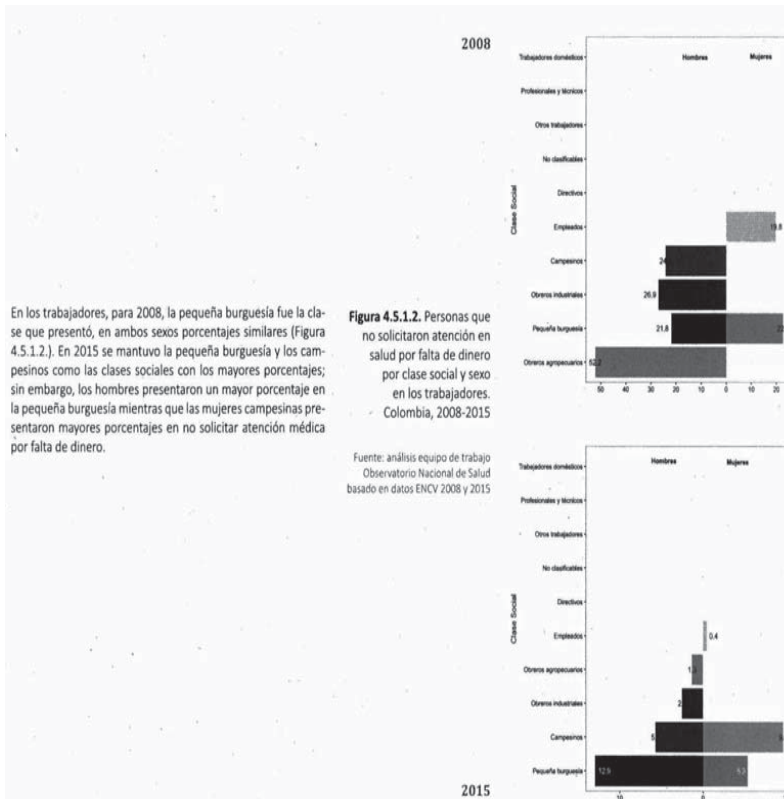 2008
Hombres
Mujeres
Trabajadores domésticos
Profesionales y técnicos
Otros trabajadores
No clasificables
Directivos
Empleados
19,8
Campesinos
24
Obreros industriales
26,9
Pequeña burguesía
21,8
Obreros agropecuarios
52,2
50 40 30 20 10 0 10 20
Clase Social
En los trabajadores, para 2008, la pequeña burguesía fue la cla-
se que presentó, en ambos sexos porcentajes similares (Figura
4.5.1.2.). En 2015 se mantuvo la pequeña burguesía y los cam-
pesinos como las clases sociales con los mayores porcentajes;
sin embargo, los hombres presentaron un mayor porcentaje en
la pequeña burguesía mientras que las mujeres campesinas pre-
sentaron mayores porcentajes en no solicitar atención médica
por falta de dinero.
Figura 4.5.1.2. Personas que
no solicitaron atención en
salud por falta de dinero
por clase social y sexo
en los trabajadores.
Colombia, 2008-2015
Fuente: análisis equipo de trabajo
Observatorio Nacional de Salud
basado en datos ENCV 2008 y 2015
Hombres
Mujeres
Trabajadores domésticos
Profesionales y técnicos
Otros trabajadores
No clasificables
Directivos
Empleados
0,4
Obreros agropecuarios
Obreros industriales
Campesinos
Pequeña burguesía
12,9
5,3
10 0
Clase Social
2015